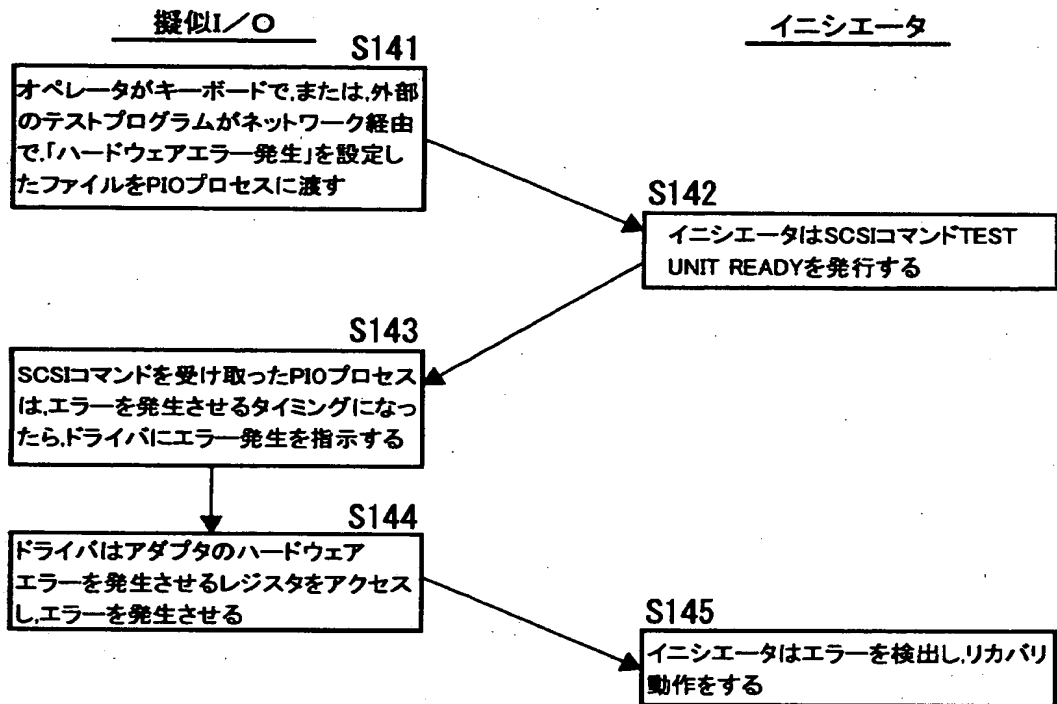 擬似I／O
イニシエータ
S141
オペレータがキーボードで,または,外部
のテストプログラムがネットワーク経由
で,「ハードウェアエラー発生」を設定し
たファイルをPIOプロセスに渡す
S142
イニシエータはSCSIコマンドTEST
UNIT READYを発行する
S143
SCSIコマンドを受け取ったPIOプロセス
は,エラーを発生させるタイミングになっ
たら,ドライバにエラー発生を指示する
S144
ドライバはアダプタのハードウェア
エラーを発生させるレジスタをアクセス
し,エラーを発生させる
S145
イニシエータはエラーを検出し,リカバリ
動作をする